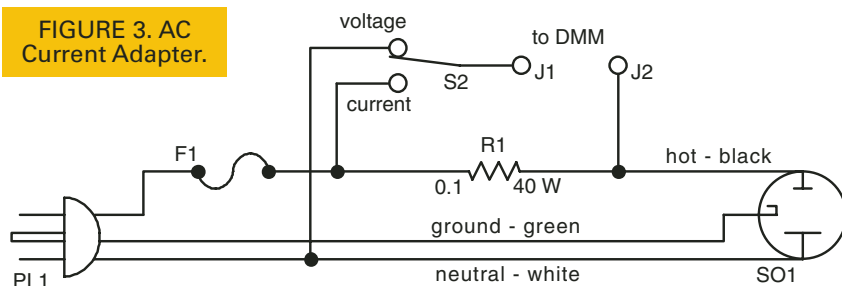 FIGURE 3. AC
Current Adapter.
voltage
to DMM
S2
J1
J2
current
F1
R1
hot - black
0.1
40 W
ground - green
neutral - white
PL1
SO1